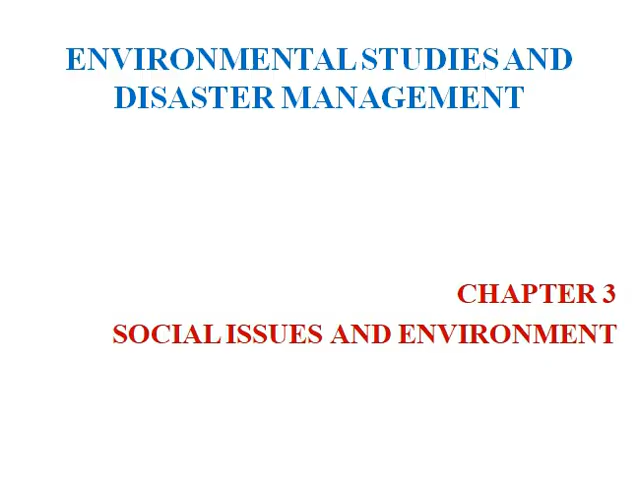 ENVIRONMENTAL STUDIES AND
DISASTER MANAGEMENT
CHAPTER 3
SOCIAL ISSUES AND ENVIRONMENT